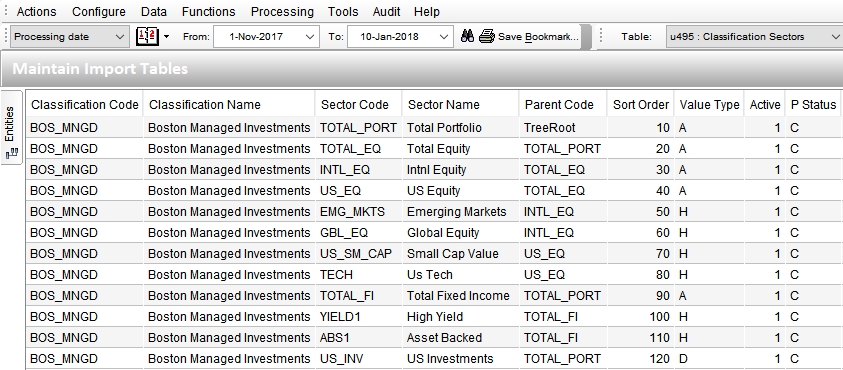 Actions Configure Data Functions Processing Tools Audit Help
Processing date From: 1-Nov-2017 To: 10-Jan-2018 Save Bookmark... Table: u495 : Classification Sectors
Maintain Import Tables
Entities
Classification Code Classification Name Sector Code Sector Name Parent Code Sort Order Value Type Active P Status
BOS_MNGD Boston Managed Investments TOTAL_PORT Total Portfolio TreeRoot 10 A 1 C
BOS_MNGD Boston Managed Investments TOTAL_EQ Total Equity TOTAL_PORT 20 A 1 C
BOS_MNGD Boston Managed Investments INTL_EQ Intnl Equity TOTAL_EQ 30 A 1 C
BOS_MNGD Boston Managed Investments US_EQ US Equity TOTAL_EQ 40 A 1 C
BOS_MNGD Boston Managed Investments EMG_MKTS Emerging Markets INTL_EQ 50 H 1 C
BOS_MNGD Boston Managed Investments GBL_EQ Global Equity INTL_EQ 60 H 1 C
BOS_MNGD Boston Managed Investments US_SM_CAP Small Cap Value US_EQ 70 H 1 C
BOS_MNGD Boston Managed Investments TECH Us Tech US_EQ 80 H 1 C
BOS_MNGD Boston Managed Investments TOTAL_FI Total Fixed Income TOTAL_PORT 90 A 1 C
BOS_MNGD Boston Managed Investments YIELD1 High Yield TOTAL_FI 100 H 1 C
BOS_MNGD Boston Managed Investments ABS1 Asset Backed TOTAL_FI 110 H 1 C
BOS_MNGD Boston Managed Investments US_INV US Investments TOTAL_PORT 120 D 1 C